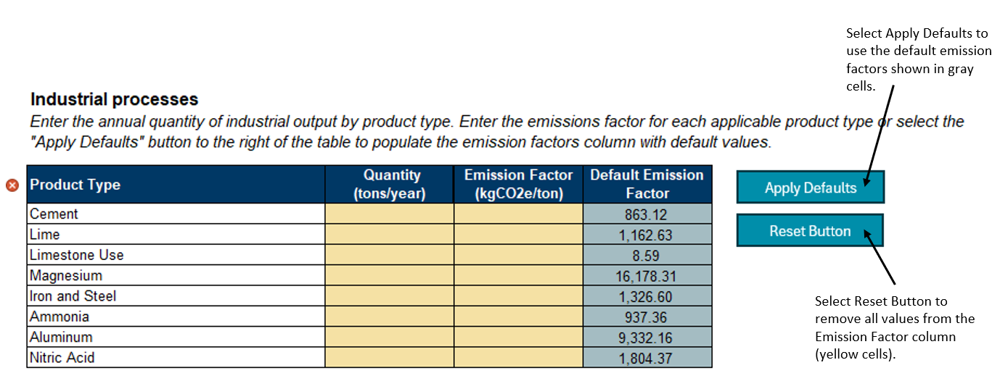 Select Apply Defaults to
use the default emission
factors shown in gray
cells.
Industrial processes
Enter the annual quantity of industrial output by product type. Enter the emissions factor for each applicable product type or select the
"Apply Defaults" button to the right of the table to populate the emission factors column with default values.
Product Type Quantity (tons/year) Emission Factor (kgCO2e/ton) Default Emission Factor
Cement 863.12
Lime 1,162.63
Limestone Use 8.59
Magnesium 16,178.31
Iron and Steel 1,326.60
Ammonia 937.36
Aluminum 9,332.16
Nitric Acid 1,804.37
Apply Defaults
Reset Button
Select Reset Button to
remove all values from the
Emission Factor column
(yellow cells).